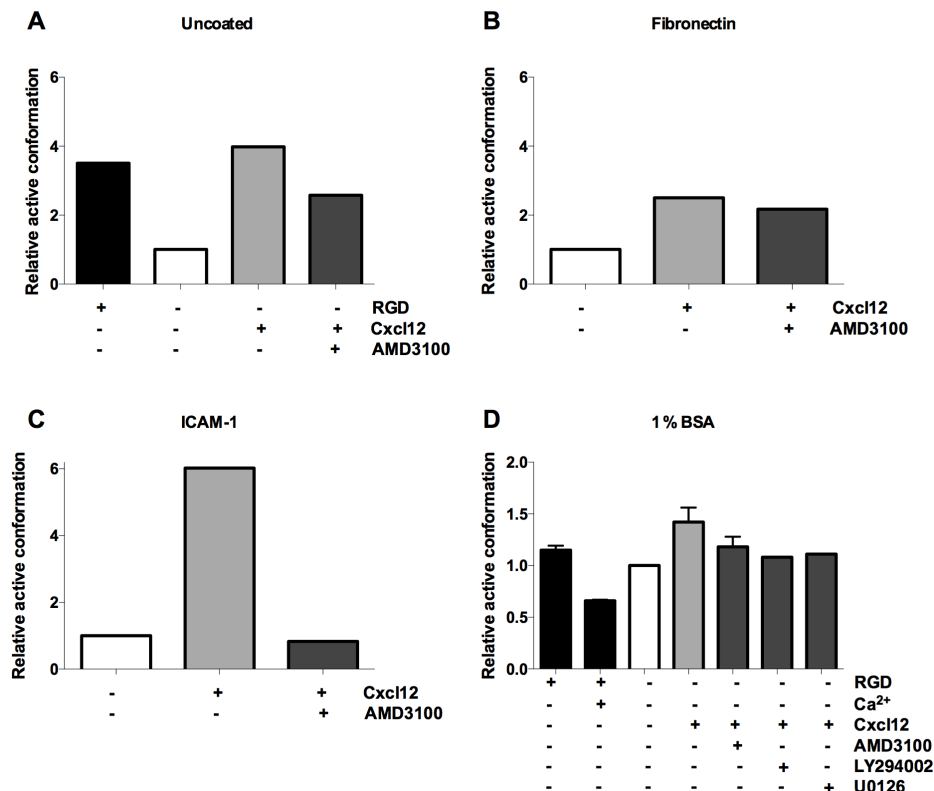 A
Uncoated
Relative active conformation
6
4
2
0
+ - - - RGD
- - + + Cxcl12
- - - + AMD3100
B
Fibronectin
Relative active conformation
6
4
2
0
- + + Cxcl12
- - + AMD3100
C
ICAM-1
Relative active conformation
6
4
2
0
- + + Cxcl12
- - + AMD3100
D
1% BSA
Relative active conformation
2.0
1.5
1.0
0.5
0.0
+ + - - - - - RGD
- + - - - - - Ca²⁺
- - - + + + + Cxcl12
- - - - + - - AMD3100
- - - - - + - LY294002
- - - - - - + U0126